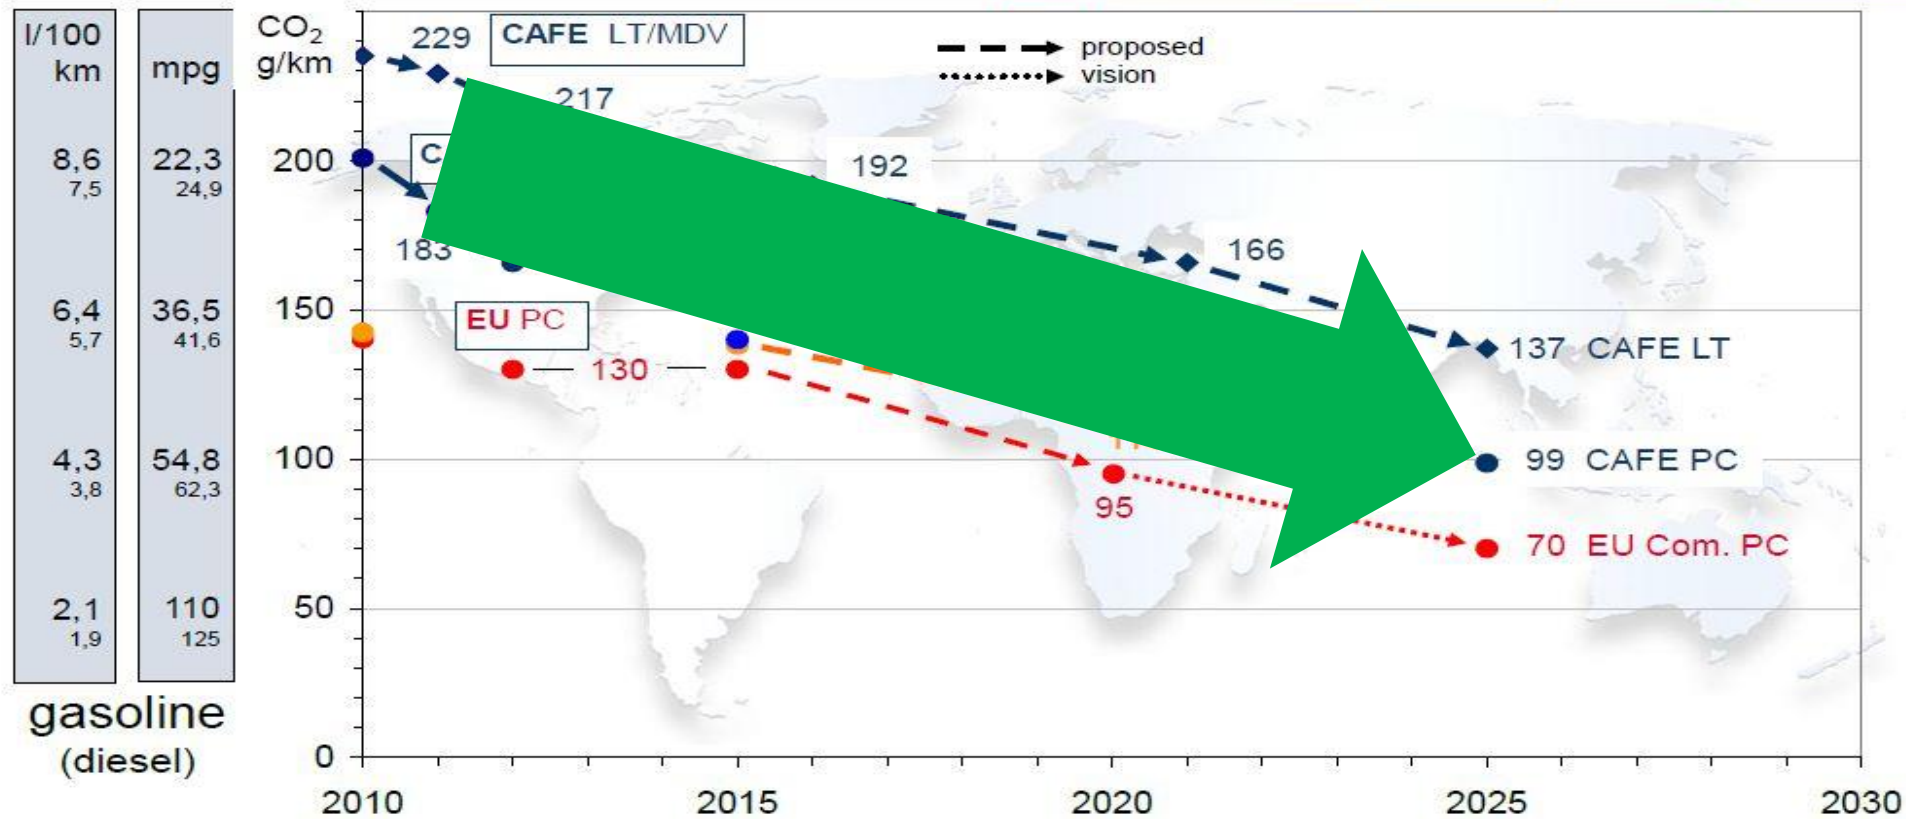 l/100
km
mpg
CO₂
g/km
229
CAFE LT/MDV
proposed
vision
217
8,6
7,5
22,3
24,9
200
C
192
183
166
6,4
5,7
36,5
41,6
150
EU PC
130
137 CAFE LT
4,3
3,8
54,8
62,3
100
95
99 CAFE PC
70 EU Com. PC
2,1
1,9
110
125
50
gasoline
(diesel)
0
2010
2015
2020
2025
2030